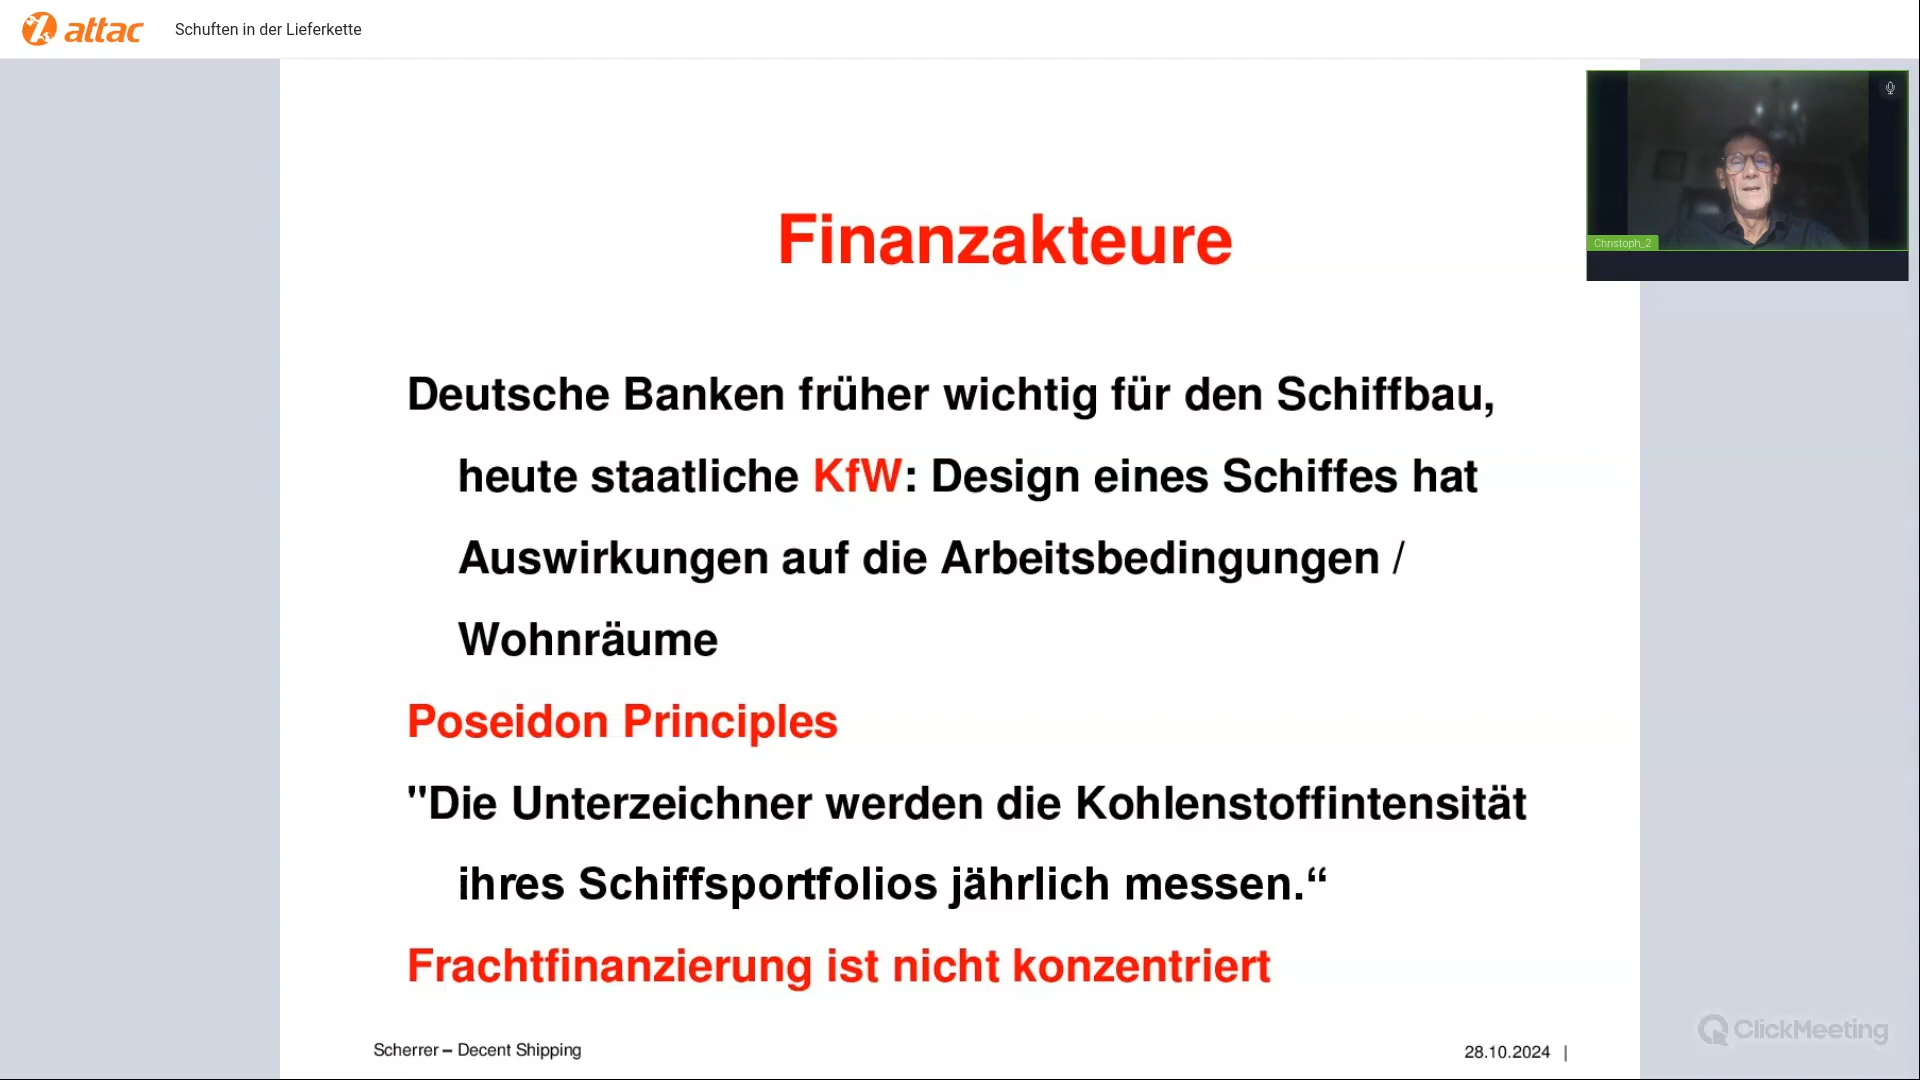 attac
Schuften in der Lieferkette
Christoph_2
Finanzakteure
Deutsche Banken früher wichtig für den Schiffbau,
heute staatliche KfW: Design eines Schiffes hat
Auswirkungen auf die Arbeitsbedingungen /
Wohnräume
Poseidon Principles
"Die Unterzeichner werden die Kohlenstoffintensität
ihres Schiffsportfolios jährlich messen.“
Frachtfinanzierung ist nicht konzentriert
Scherrer – Decent Shipping
28.10.2024 |
ClickMeeting